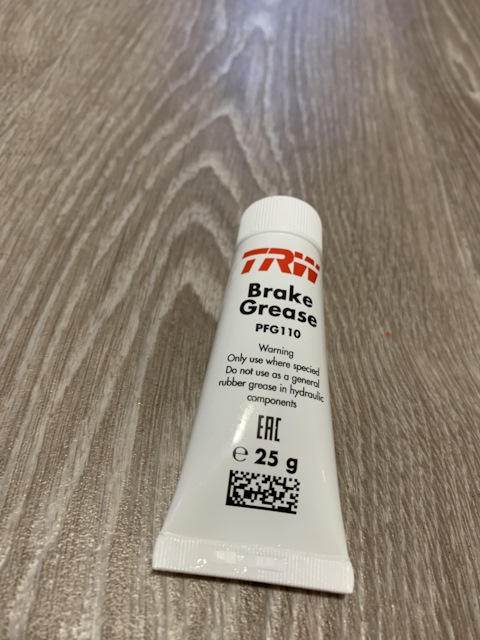 TRW
Brake
Grease
PFG110
Warning
Only use where specied
Do not use as a general
rubber grease in hydraulic
components
EAC
℮ 25 g